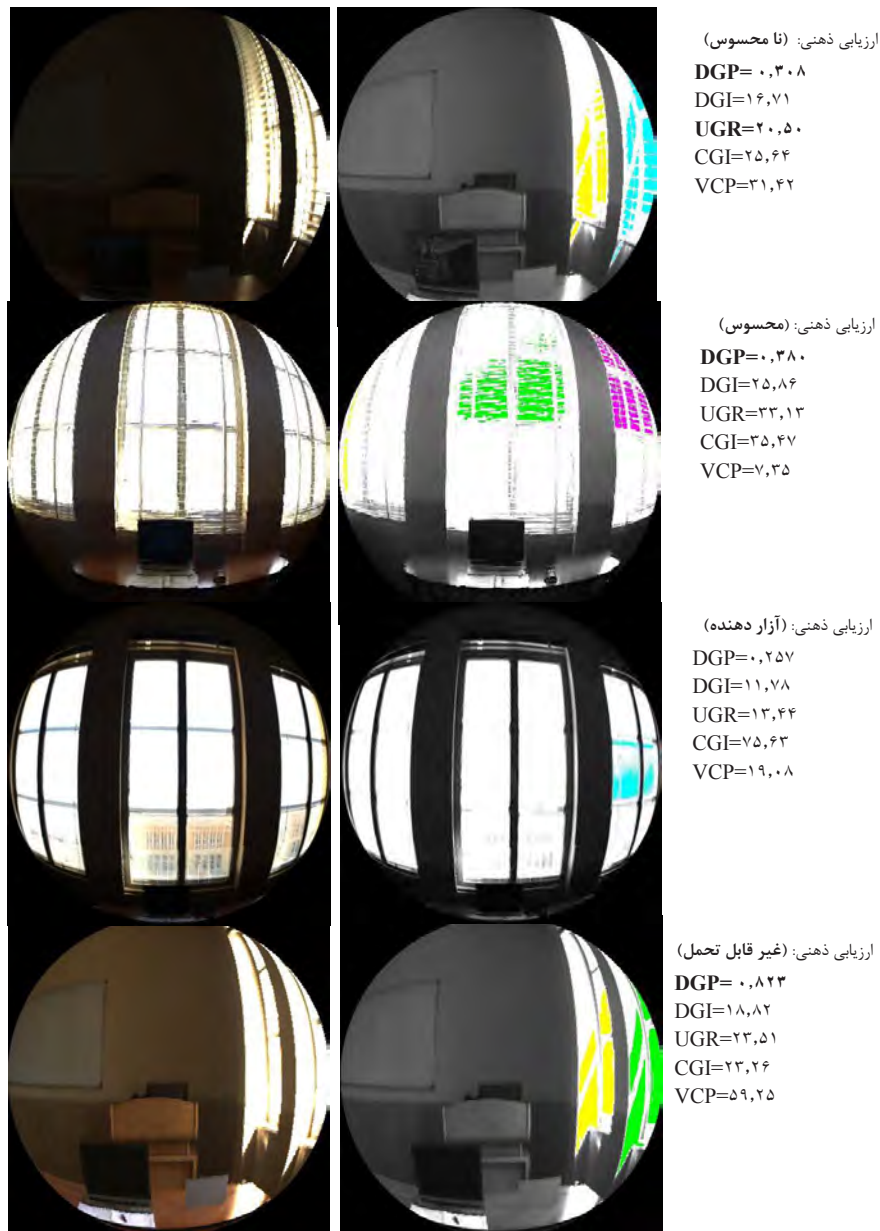 ارزیابی ذهنی: (نا محسوس)
DGP= ۰,۳۰۸
DGI=۱۶,۷۱
UGR=۲۰,۵۰
CGI=۲۵,۶۴
VCP=۳۱,۴۲
ارزیابی ذهنی: (محسوس)
DGP=۰,۳۸۰
DGI=۲۵,۸۶
UGR=۳۳,۱۳
CGI=۳۵,۴۷
VCP=۷,۳۵
ارزیابی ذهنی: (آزار دهنده)
DGP=۰,۲۵۷
DGI=۱۱,۷۸
UGR=۱۳,۴۴
CGI=۷۵,۶۳
VCP=۱۹,۰۸
ارزیابی ذهنی: (غیر قابل تحمل)
DGP= ۰,۸۲۳
DGI=۱۸,۸۲
UGR=۲۳,۵۱
CGI=۲۳,۲۶
VCP=۵۹,۲۵